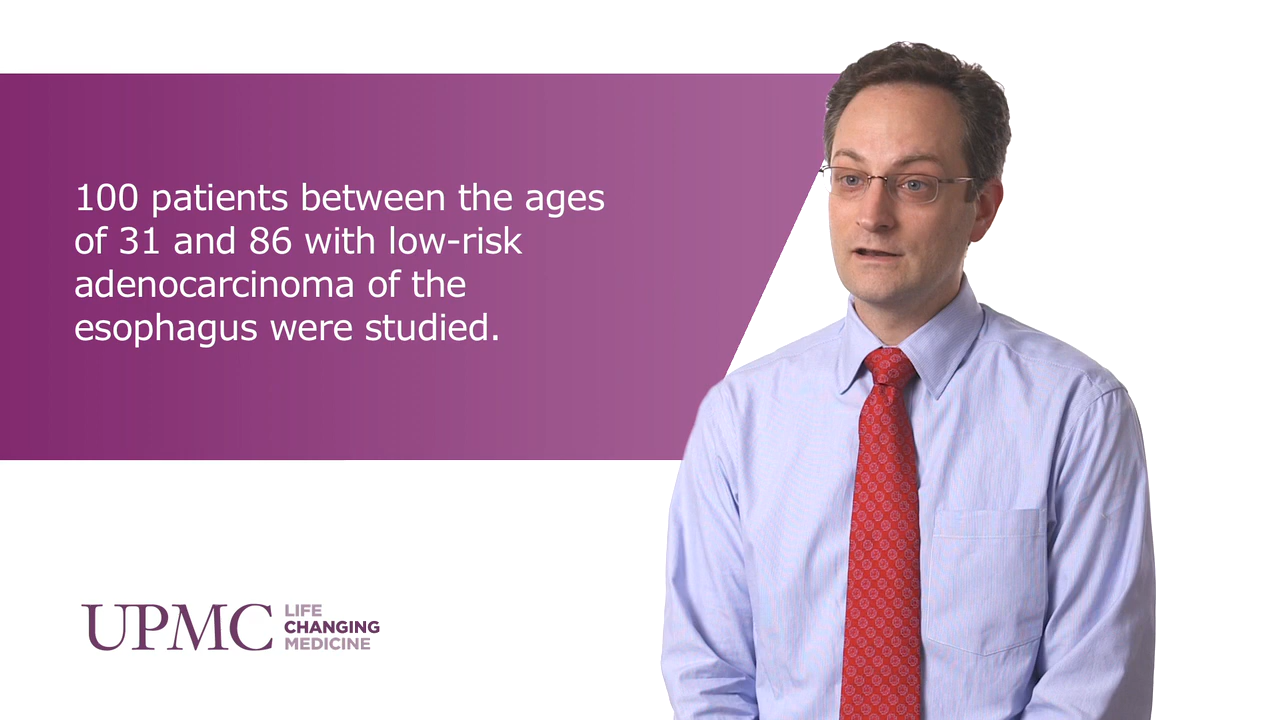 100 patients between the ages
of 31 and 86 with low-risk
adenocarcinoma of the
esophagus were studied.
UPMC
LIFE
CHANGING
MEDICINE